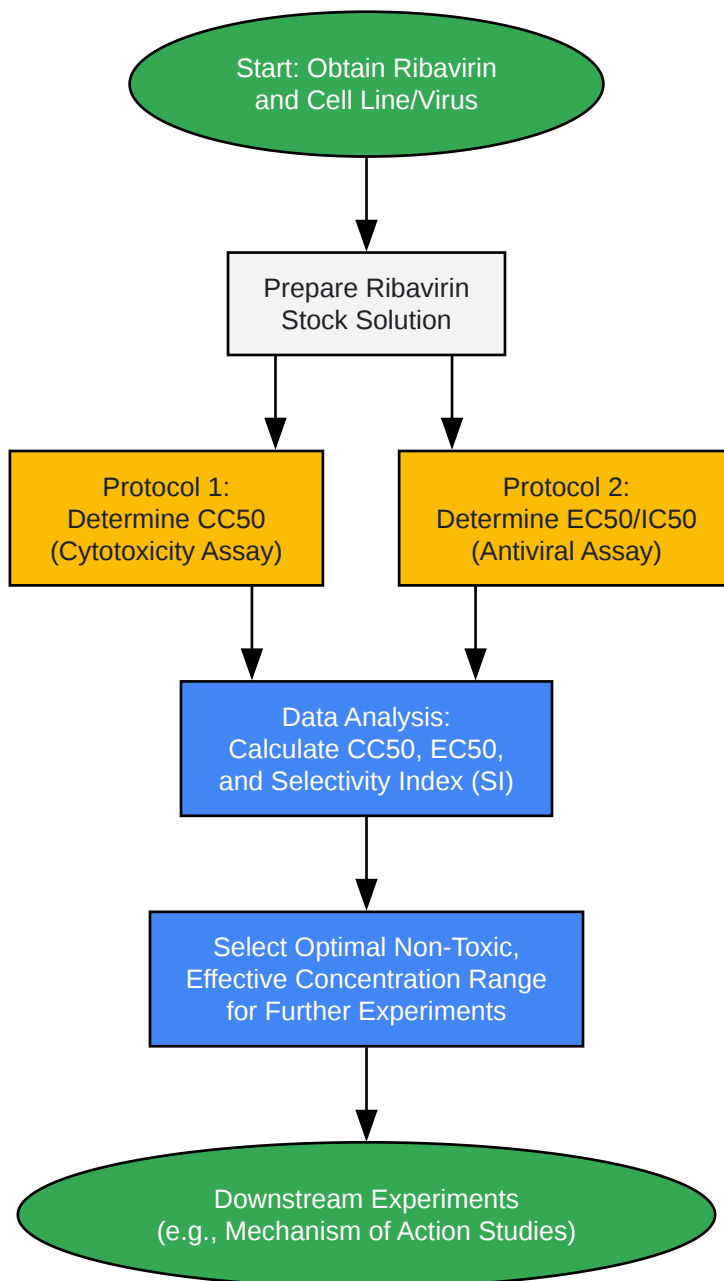 Start: Obtain Ribavirin
and Cell Line/Virus
Prepare Ribavirin
Stock Solution
Protocol 1:
Determine CC50
(Cytotoxicity Assay)
Protocol 2:
Determine EC50/IC50
(Antiviral Assay)
Data Analysis:
Calculate CC50, EC50,
and Selectivity Index (SI)
Select Optimal Non-Toxic,
Effective Concentration Range
for Further Experiments
Downstream Experiments
(e.g., Mechanism of Action Studies)